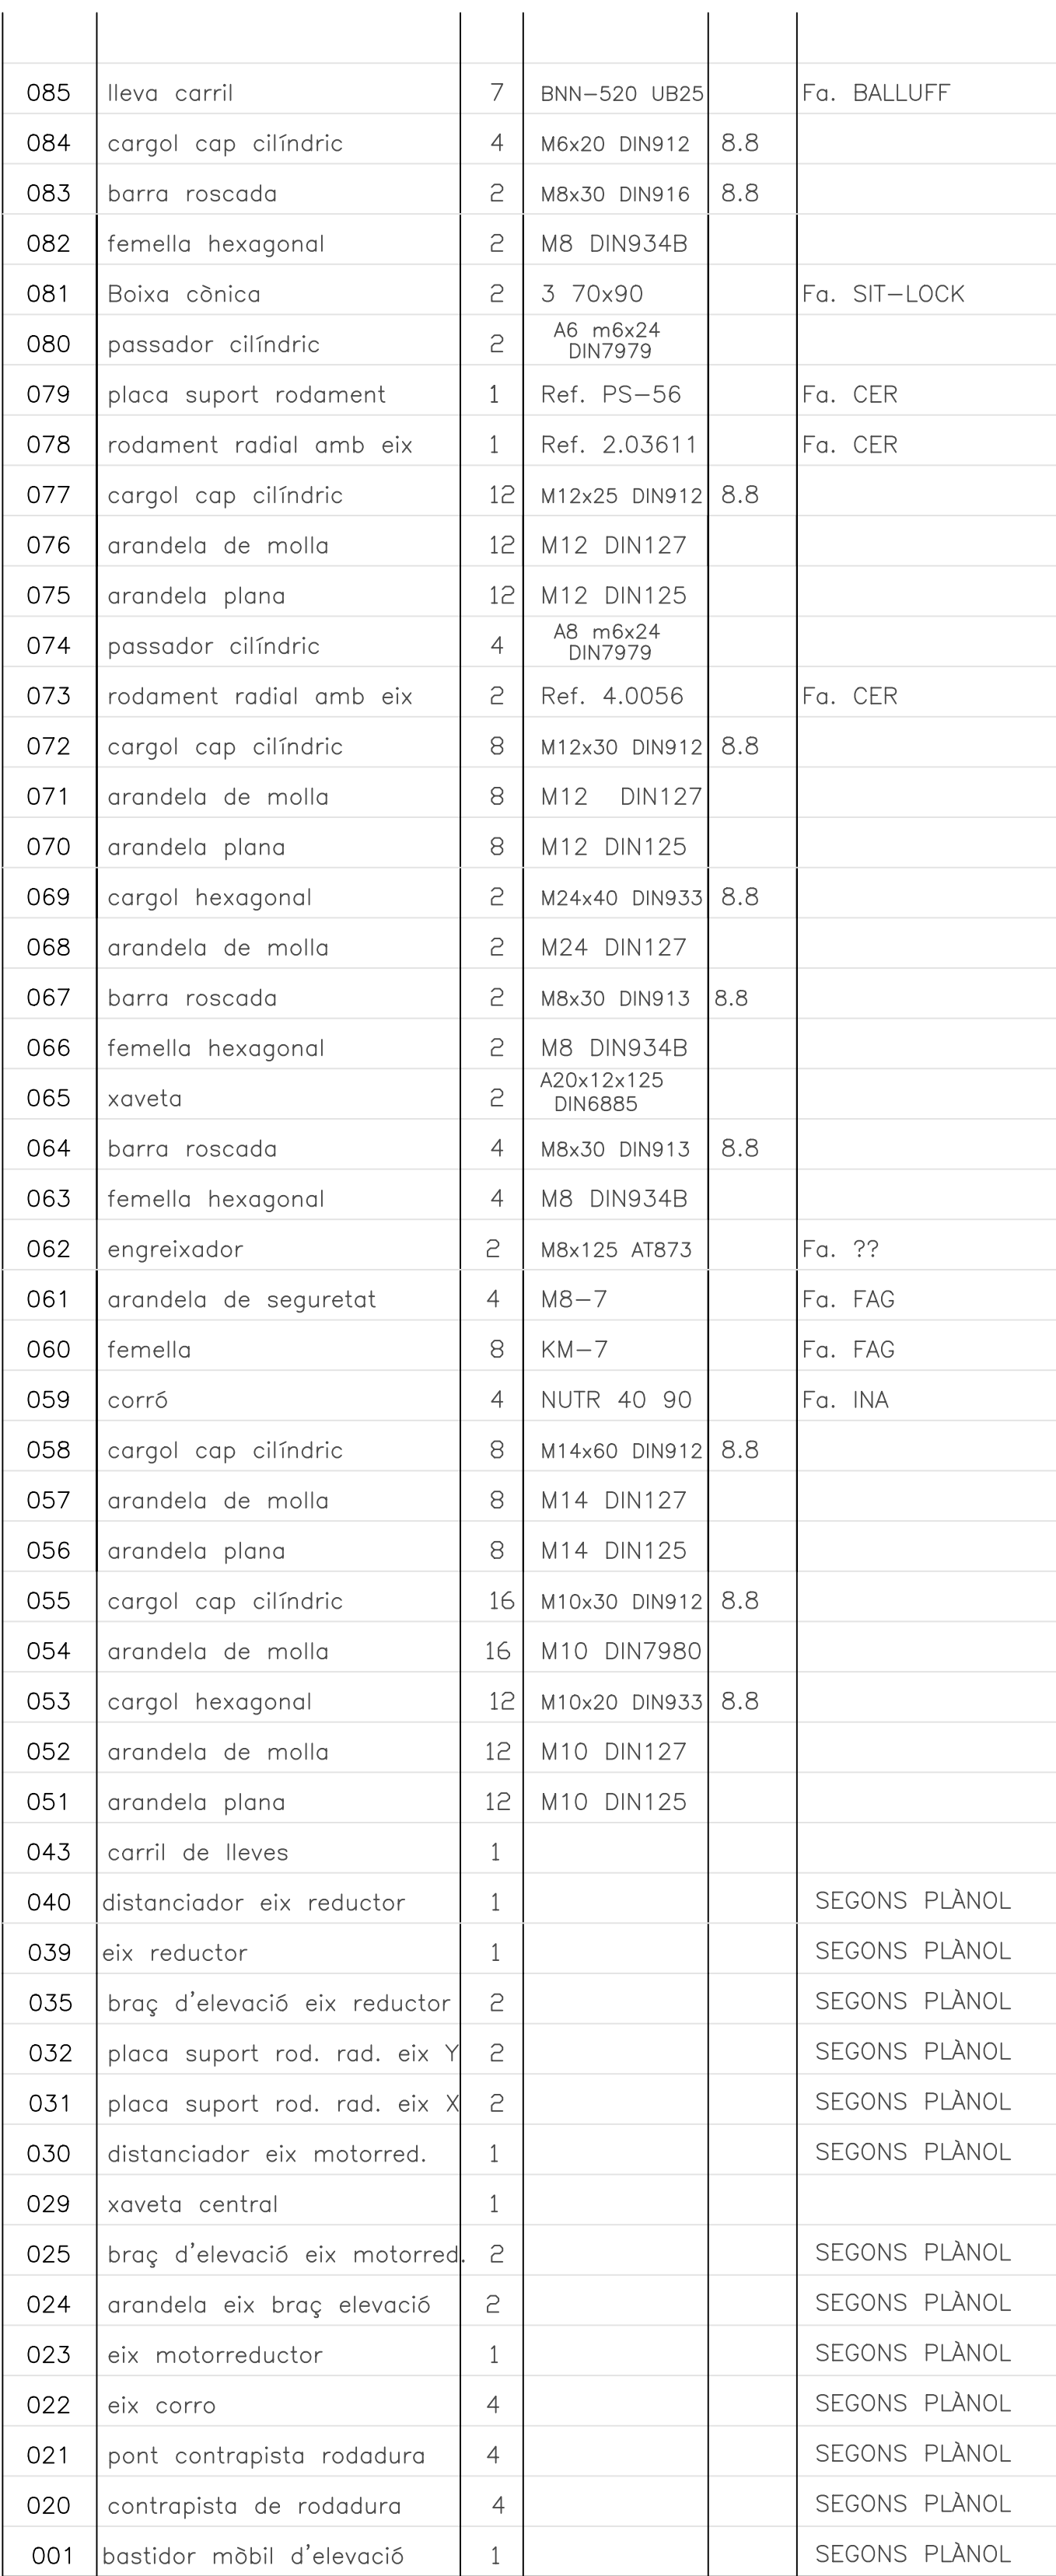 085 lleva carril 7 BNN-520 UB25 Fa. BALLUFF
084 cargol cap cilíndric 4 M6x20 DIN912 8.8
083 barra roscada 2 M8x30 DIN916 8.8
082 femella hexagonal 2 M8 DIN934B
081 Boixa cònica 2 3 70x90 Fa. SIT-LOCK
080 passador cilíndric 2 A6 m6x24
DIN7979
079 placa suport rodament 1 Ref. PS-56 Fa. CER
078 rodament radial amb eix 1 Ref. 2.03611 Fa. CER
077 cargol cap cilíndric 12 M12x25 DIN912 8.8
076 arandela de molla 12 M12 DIN127
075 arandela plana 12 M12 DIN125
074 passador cilíndric 4 A8 m6x24
DIN7979
073 rodament radial amb eix 2 Ref. 4.0056 Fa. CER
072 cargol cap cilíndric 8 M12x30 DIN912 8.8
071 arandela de molla 8 M12 DIN127
070 arandela plana 8 M12 DIN125
069 cargol hexagonal 2 M24x40 DIN933 8.8
068 arandela de molla 2 M24 DIN127
067 barra roscada 2 M8x30 DIN913 8.8
066 femella hexagonal 2 M8 DIN934B
065 xaveta 2 A20x12x125
DIN6885
064 barra roscada 4 M8x30 DIN913 8.8
063 femella hexagonal 4 M8 DIN934B
062 engreixador 2 M8x125 AT873 Fa. ??
061 arandela de seguretat 4 M8-7 Fa. FAG
060 femella 8 KM-7 Fa. FAG
059 corró 4 NUTR 40 90 Fa. INA
058 cargol cap cilíndric 8 M14x60 DIN912 8.8
057 arandela de molla 8 M14 DIN127
056 arandela plana 8 M14 DIN125
055 cargol cap cilíndric 16 M10x30 DIN912 8.8
054 arandela de molla 16 M10 DIN7980
053 cargol hexagonal 12 M10x20 DIN933 8.8
052 arandela de molla 12 M10 DIN127
051 arandela plana 12 M10 DIN125
043 carril de lleves 1
040 distanciador eix reductor 1 SEGONS PLÀNOL
039 eix reductor 1 SEGONS PLÀNOL
035 braç d'elevació eix reductor 2 SEGONS PLÀNOL
032 placa suport rod. rad. eix Y 2 SEGONS PLÀNOL
031 placa suport rod. rad. eix X 2 SEGONS PLÀNOL
030 distanciador eix motorred. 1 SEGONS PLÀNOL
029 xaveta central 1
025 braç d'elevació eix motorred. 2 SEGONS PLÀNOL
024 arandela eix braç elevació 2 SEGONS PLÀNOL
023 eix motorreductor 1 SEGONS PLÀNOL
022 eix corro 4 SEGONS PLÀNOL
021 pont contrapista rodadura 4 SEGONS PLÀNOL
020 contrapista de rodadura 4 SEGONS PLÀNOL
001 bastidor mòbil d'elevació 1 SEGONS PLÀNOL